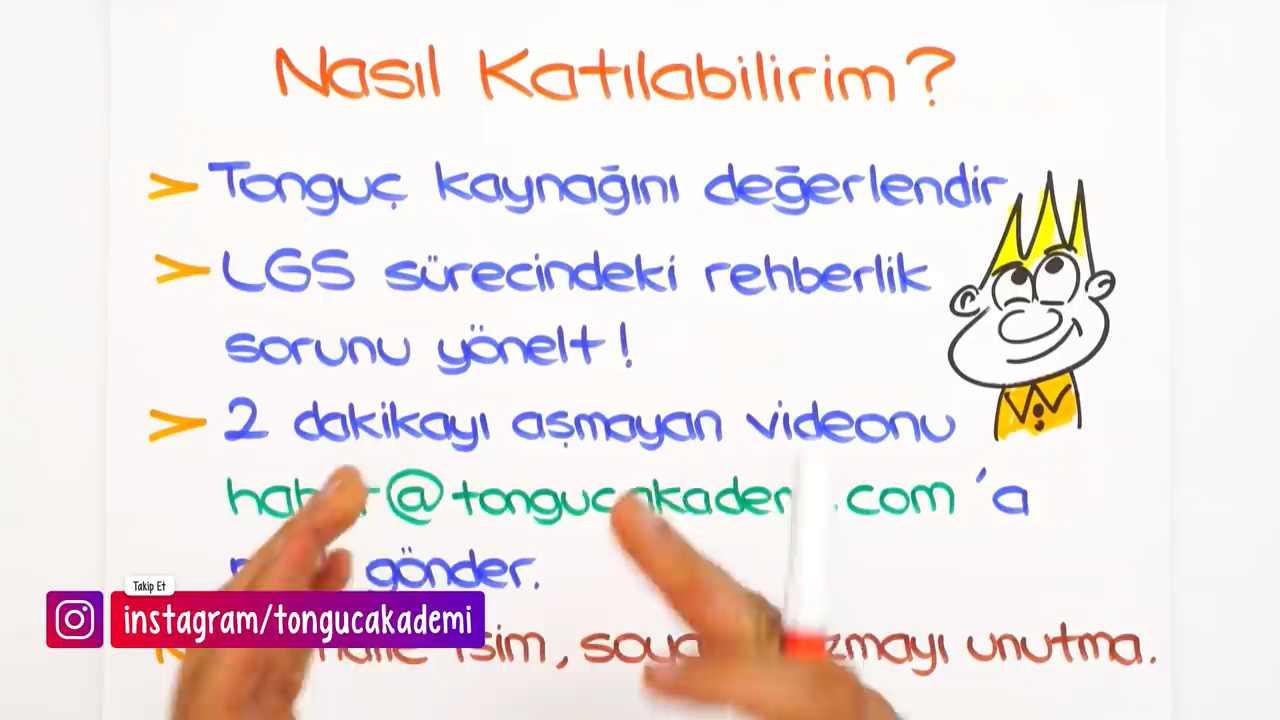 Nasıl Katılabilirim?
> Tonguç kaynağını değerlendir
> LGS sürecindeki rehberlik
sorunu yönelt!
> 2 dakikayı aşmayan videonu
@tongucakadem.com'a
gönder.
Takip Et
instagram/tongucakademi
isim, unutma.